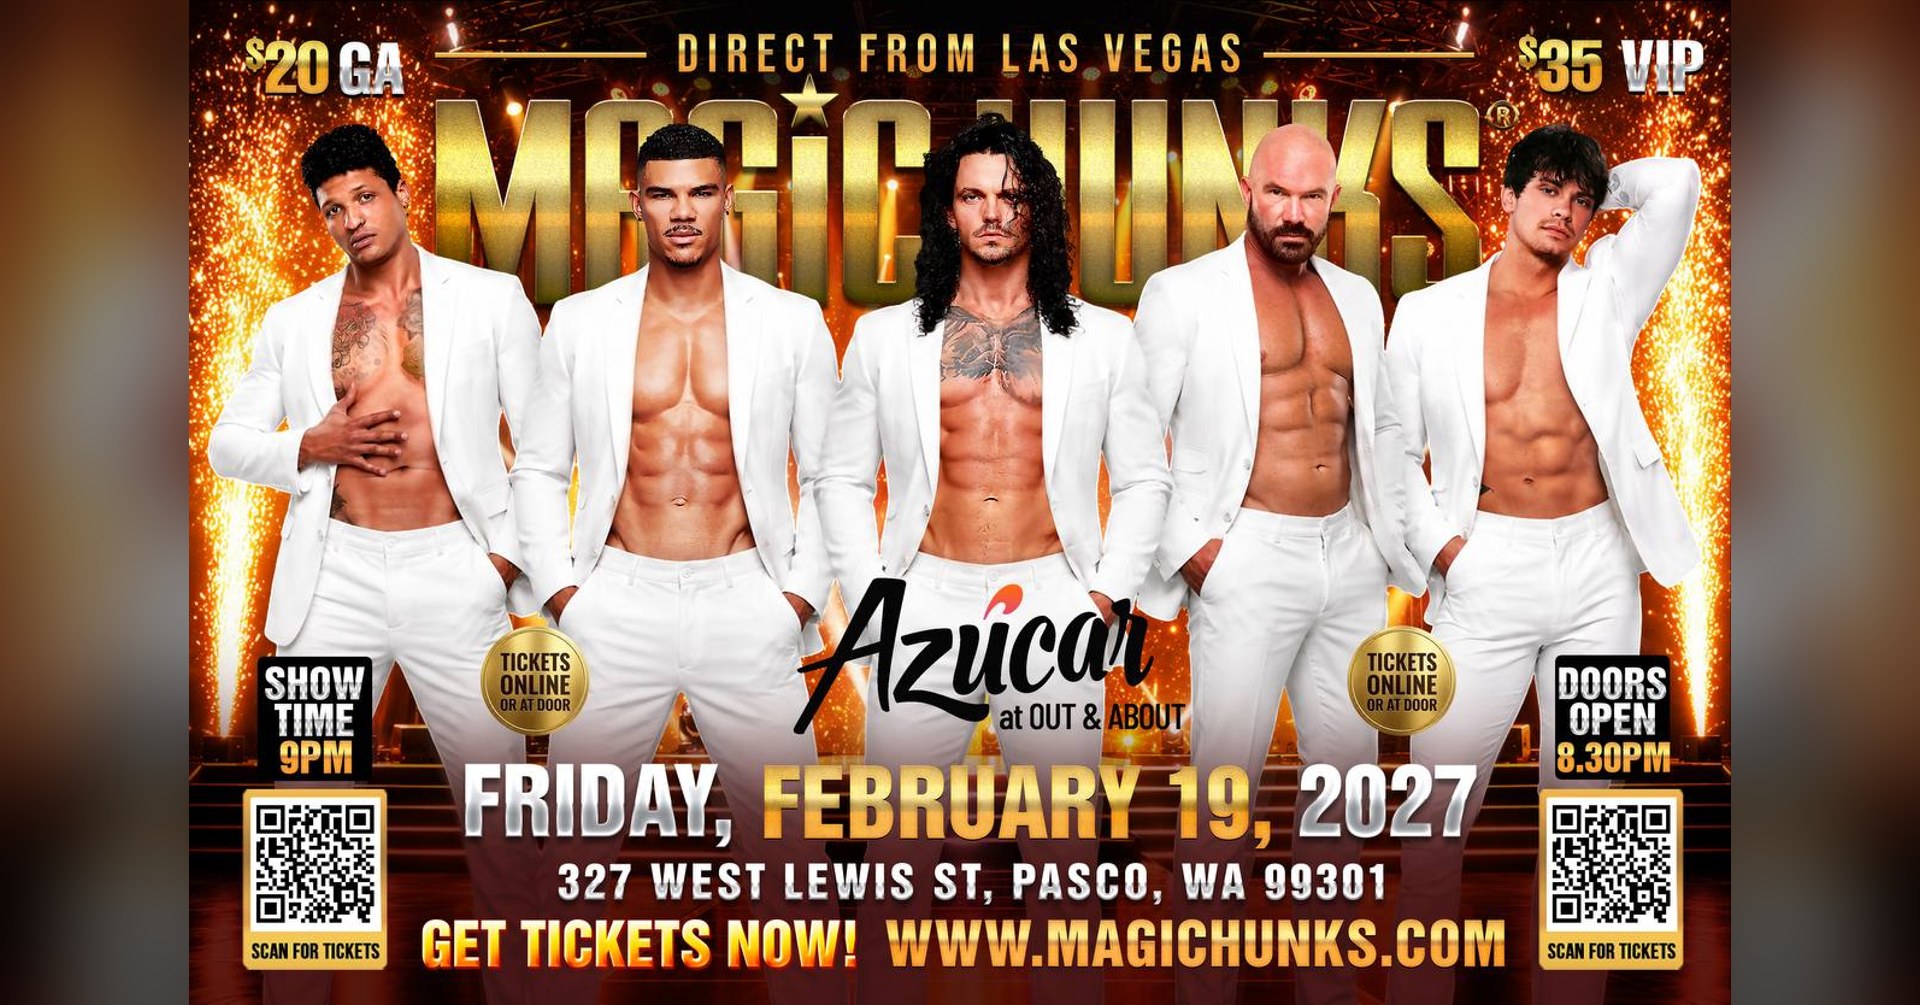 $20 GA
DIRECT FROM LAS VEGAS
$35 VIP
MAGiC HUNKS®
Azúcar
at OUT & ABOUT
TICKETS
ONLINE
OR AT DOOR
TICKETS
ONLINE
OR AT DOOR
SHOW
TIME
9PM
DOORS
OPEN
8.30PM
FRIDAY, FEBRUARY 19, 2027
327 WEST LEWIS ST, PASCO, WA 99301
GET TICKETS NOW! WWW.MAGICHUNKS.COM
SCAN FOR TICKETS
SCAN FOR TICKETS